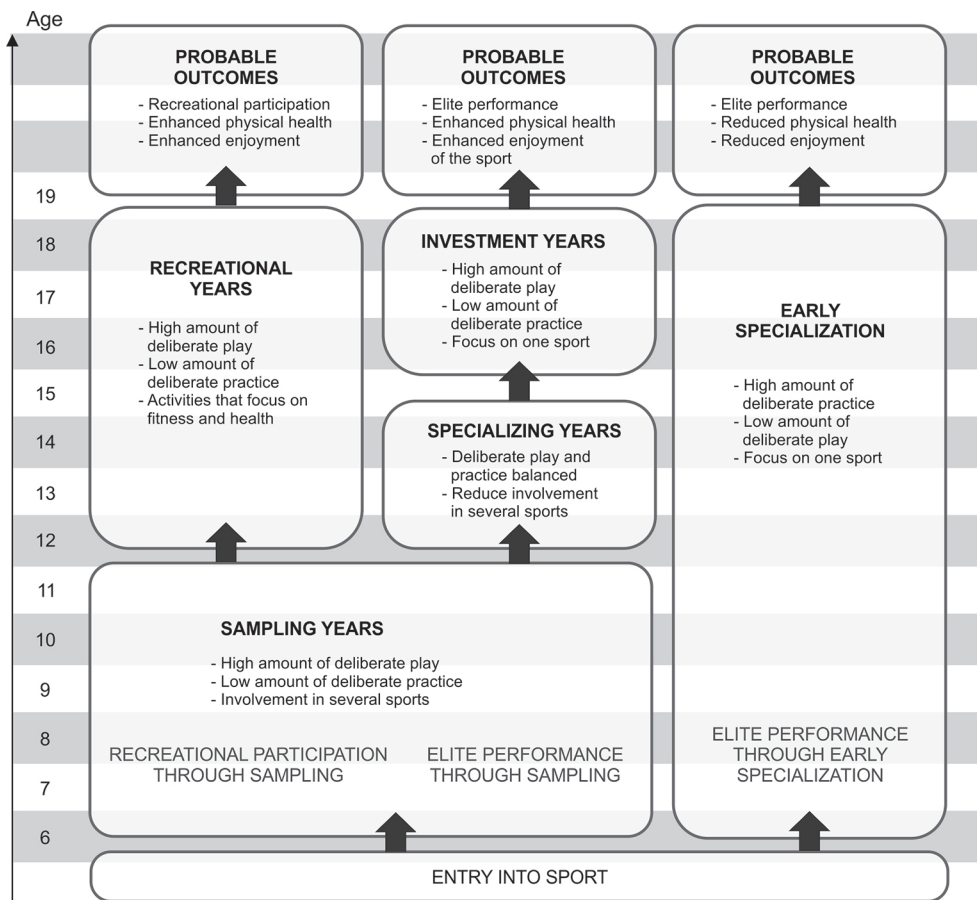 Age
PROBABLE
OUTCOMES
- Recreational participation
- Enhanced physical health
- Enhanced enjoyment
PROBABLE
OUTCOMES
- Elite performance
- Enhanced physical health
- Enhanced enjoyment
of the sport
PROBABLE
OUTCOMES
- Elite performance
- Reduced physical health
- Reduced enjoyment
19
18
17
16
15
14
13
12
11
10
9
8
7
6
RECREATIONAL
YEARS
- High amount of
deliberate play
- Low amount of
deliberate practice
- Activities that focus on
fitness and health
INVESTMENT YEARS
- High amount of
deliberate play
- Low amount of
deliberate practice
- Focus on one sport
SPECIALIZING YEARS
- Deliberate play and
practice balanced
- Reduce involvement
in several sports
EARLY
SPECIALIZATION
- High amount of
deliberate practice
- Low amount of
deliberate play
- Focus on one sport
SAMPLING YEARS
- High amount of deliberate play
- Low amount of deliberate practice
- Involvement in several sports
RECREATIONAL PARTICIPATION
THROUGH SAMPLING
ELITE PERFORMANCE
THROUGH SAMPLING
ELITE PERFORMANCE
THROUGH EARLY
SPECIALIZATION
ENTRY INTO SPORT